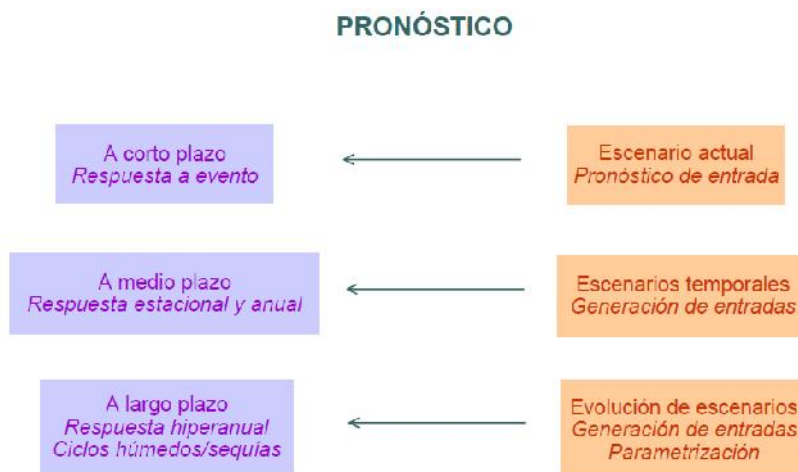 PRONÓSTICO
A corto plazo
Respuesta a evento
Escenario actual
Pronóstico de entrada
A medio plazo
Respuesta estacional y anual
Escenarios temporales
Generación de entradas
A largo plazo
Respuesta hiperanual
Ciclos húmedos/sequías
Evolución de escenarios
Generación de entradas
Parametrización